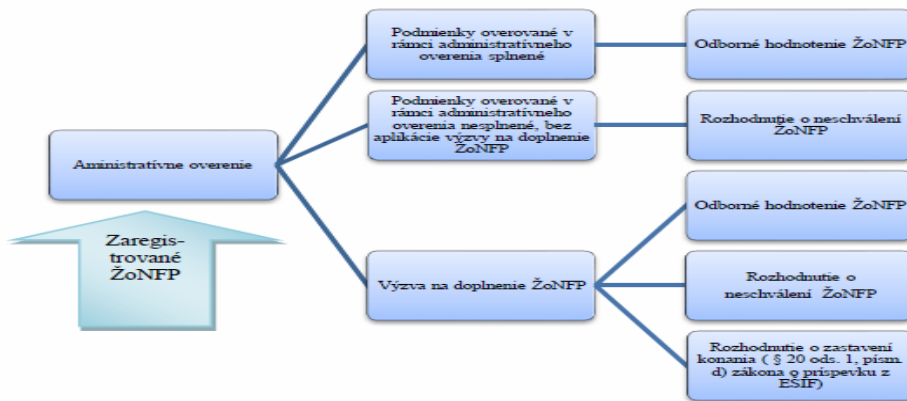 Podmienky overované v
rámci administratívneho
overenia splnené
Odborné hodnotenie ŽoNFP
Podmienky overované v
rámci administratívneho
overenia nesplnené, bez
aplikácie výzvy na doplnenie
ŽoNFP
Rozhodnutie o neschválení
ŽoNFP
Aministratívne overenie
Odborné hodnotenie ŽoNFP
Zaregis-
trované
ŽoNFP
Výzva na doplnenie ŽoNFP
Rozhodnutie o
neschválení ŽoNFP
Rozhodnutie o zastavení
konania ( § 20 ods. 1, písm.
d) zákona o príspevku z
EŠIF)